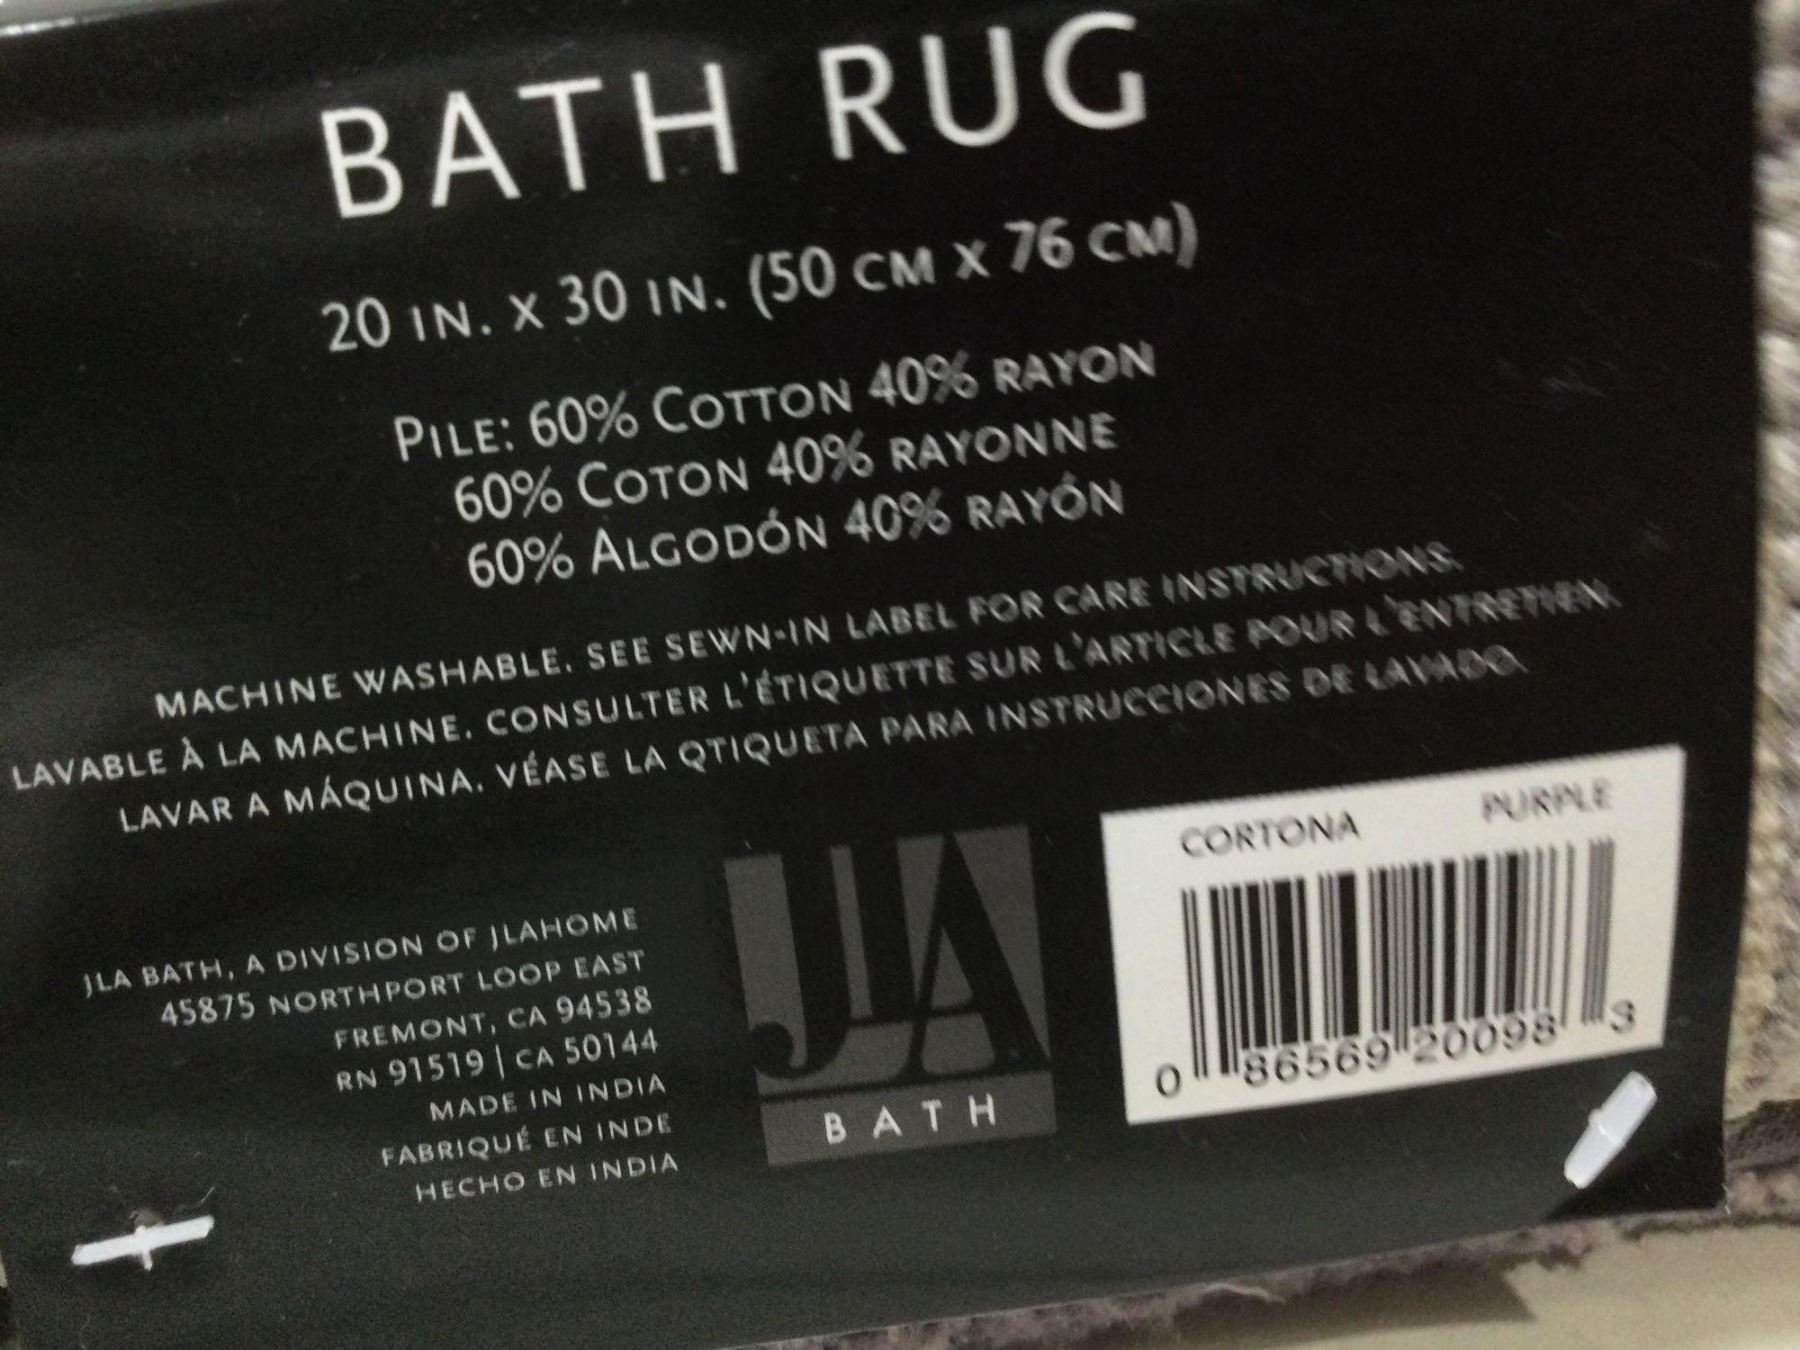 BATH RUG
20 IN. X 30 IN. (50 CM X 76 CM)
PILE: 60% COTTON 40% RAYON
60% COTON 40% RAYONNE
60% ALGODÓN 40% RAYÓN
MACHINE WASHABLE. SEE SEWN-IN LABEL FOR CARE INSTRUCTIONS.
LAVABLE À LA MACHINE. CONSULTER L'ÉTIQUETTE SUR L'ARTICLE POUR L'ENTRETIEN.
LAVAR A MÁQUINA. VÉASE LA QTIQUETA PARA INSTRUCCIONES DE LAVADO.
JLA BATH, A DIVISION OF JLAHOME
45875 NORTHPORT LOOP EAST
FREMONT, CA 94538
RN 91519 | CA 50144
MADE IN INDIA
FABRIQUÉ EN INDE
HECHO EN INDIA
JLA
BATH
CORTONA PURPLE
0 86569 20098 3